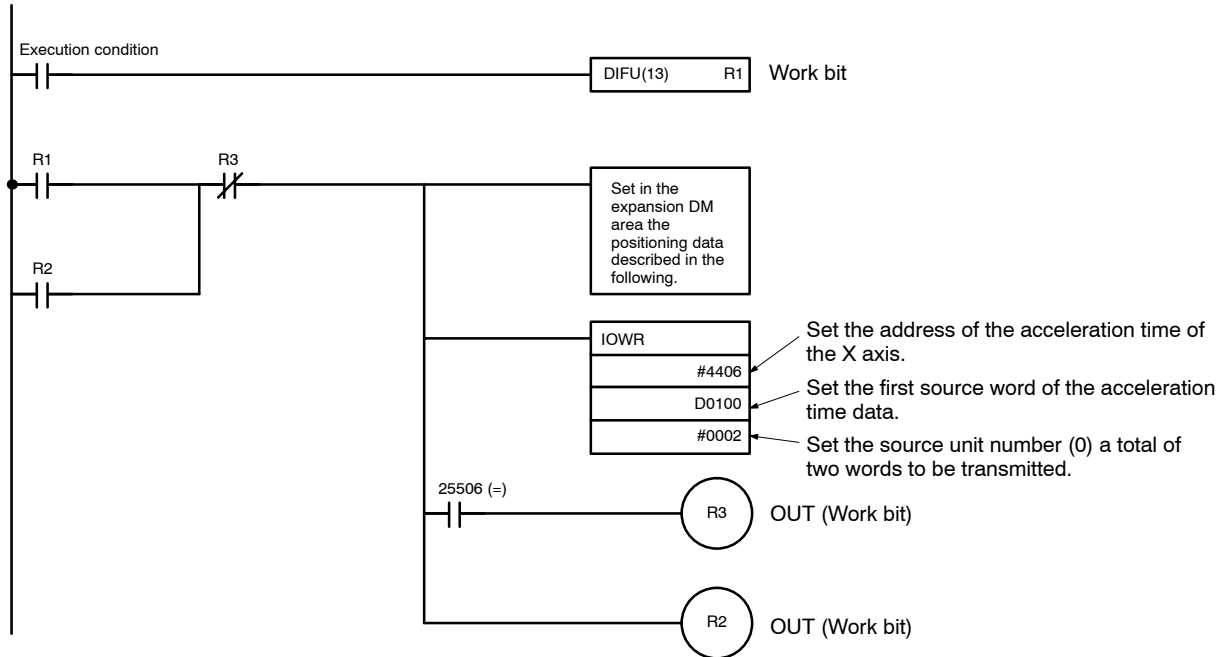 Execution condition
DIFU(13) R1 Work bit
R1
R3
R2
Set in the
expansion DM
area the
positioning data
described in the
following.
IOWR
#4406
D0100
#0002
Set the address of the acceleration time of
the X axis.
Set the first source word of the acceleration
time data.
Set the source unit number (0) a total of
two words to be transmitted.
25506 (=)
R3 OUT (Work bit)
R2 OUT (Work bit)